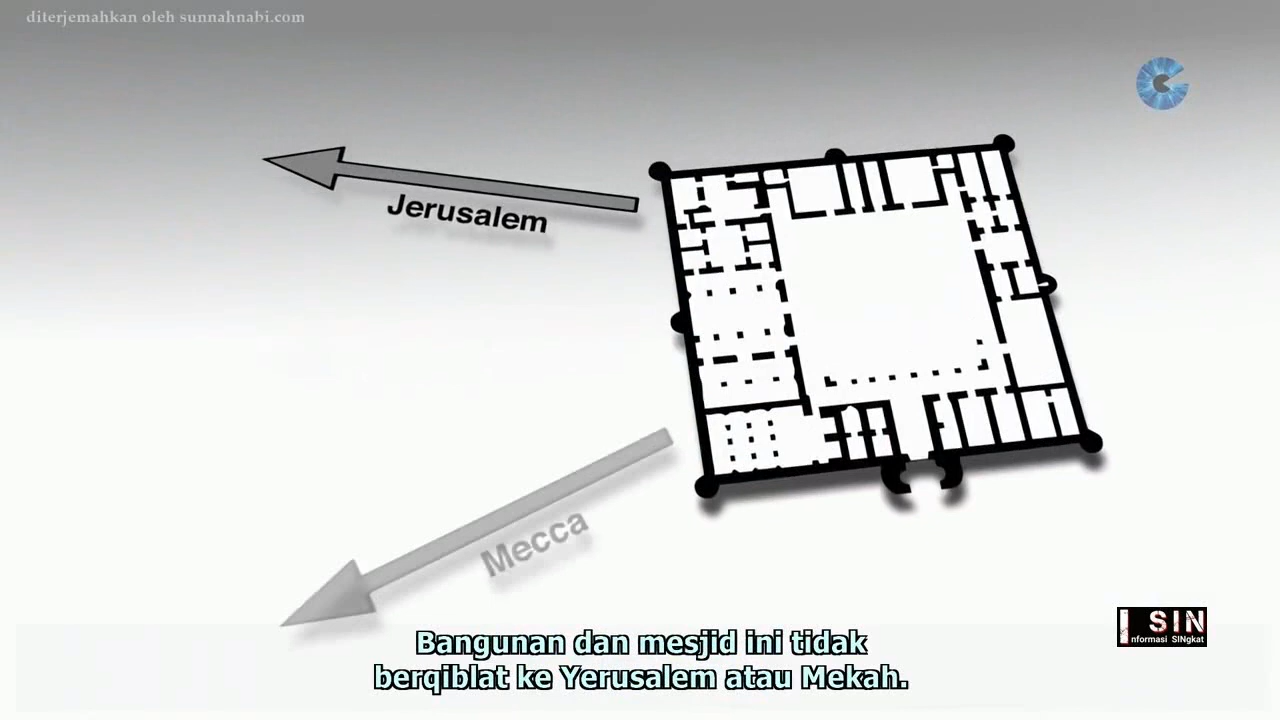 diterjemahkan oleh sunnahnabi.com
Jerusalem
Mecca
I SIN
nformasi SINgkat
Bangunan dan mesjid ini tidak
berqiblat ke Yerusalem atau Mekah.